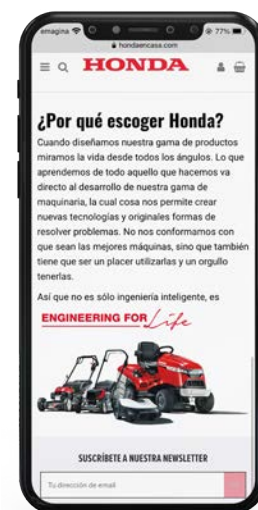 emagina 77%
hondaencasa.com
HONDA
¿Por qué escoger Honda?
Cuando diseñamos nuestra gama de productos
miramos la vida desde todos los ángulos. Lo que
aprendemos de todo aquello que hacemos va
directo al desarrollo de nuestra gama de
maquinaria, la cual cosa nos permite crear
nuevas tecnologías y originales formas de
resolver problemas. No nos conformamos con
que sean las mejores máquinas, sino que también
tiene que ser un placer utilizarlas y un orgullo
tenerlas.
Así que no es sólo ingeniería inteligente, es
ENGINEERING FOR Life
SUSCRÍBETE A NUESTRA NEWSLETTER
Tu dirección de email